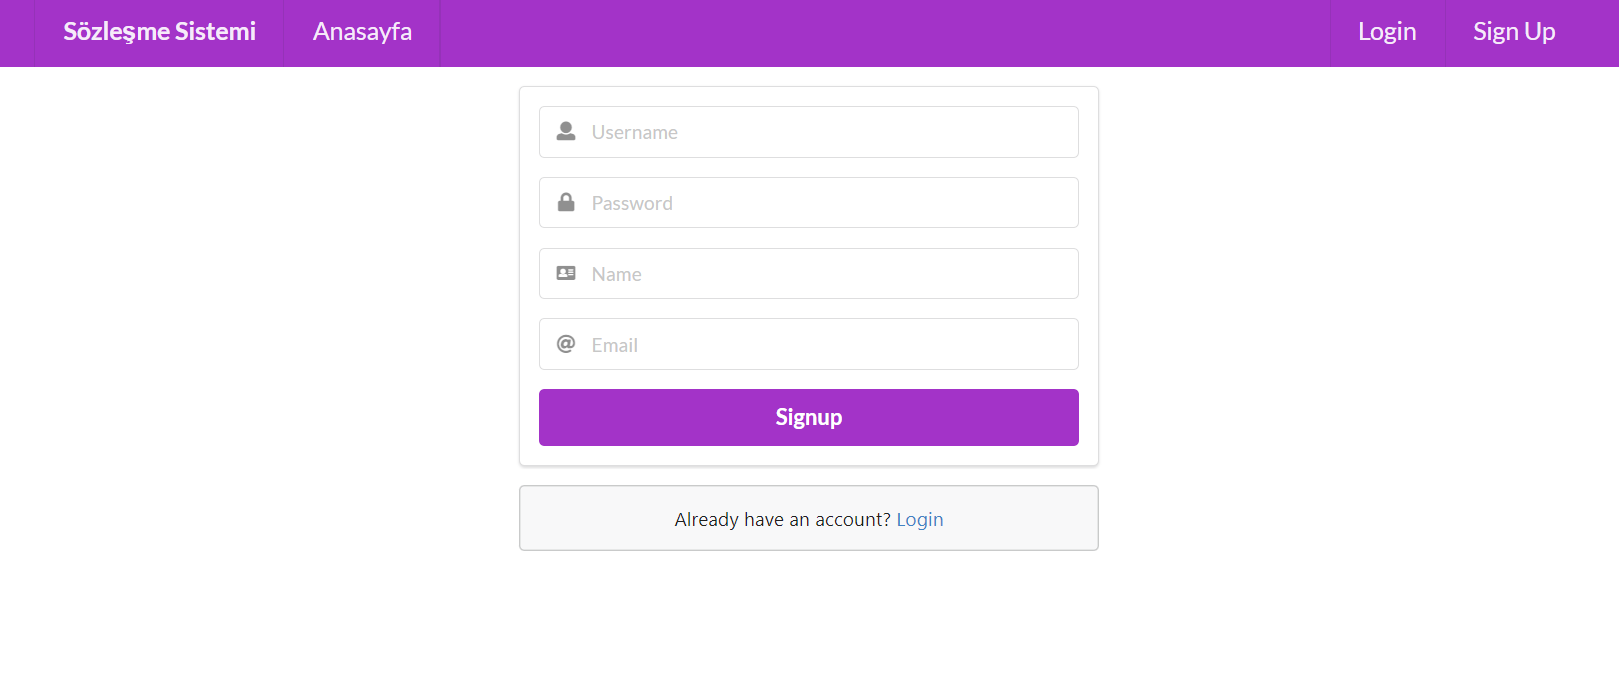 Sözleşme Sistemi Anasayfa Login Sign Up
Username
Password
Name
Email
Signup
Already have an account? Login